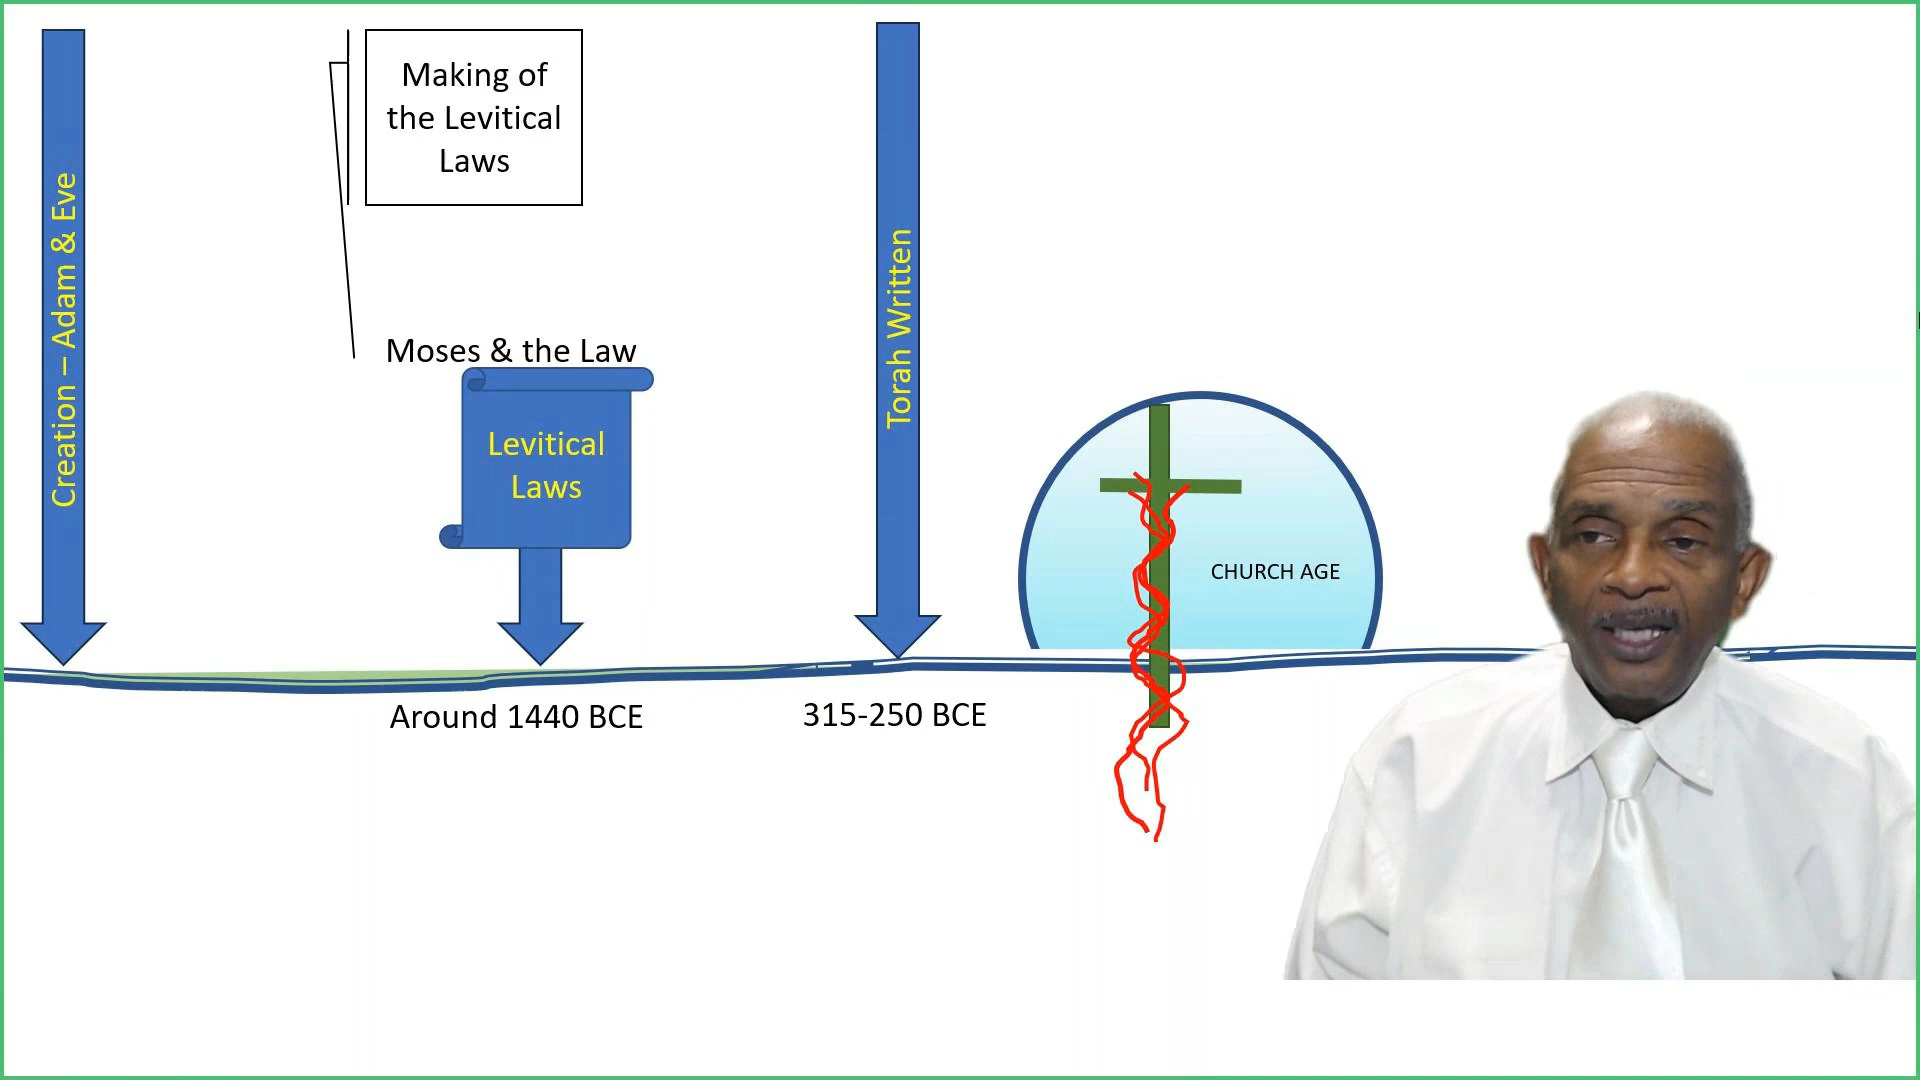 Creation – Adam & Eve
Making of
the Levitical
Laws
Moses & the Law
Levitical
Laws
Around 1440 BCE
Torah Written
315-250 BCE
CHURCH AGE